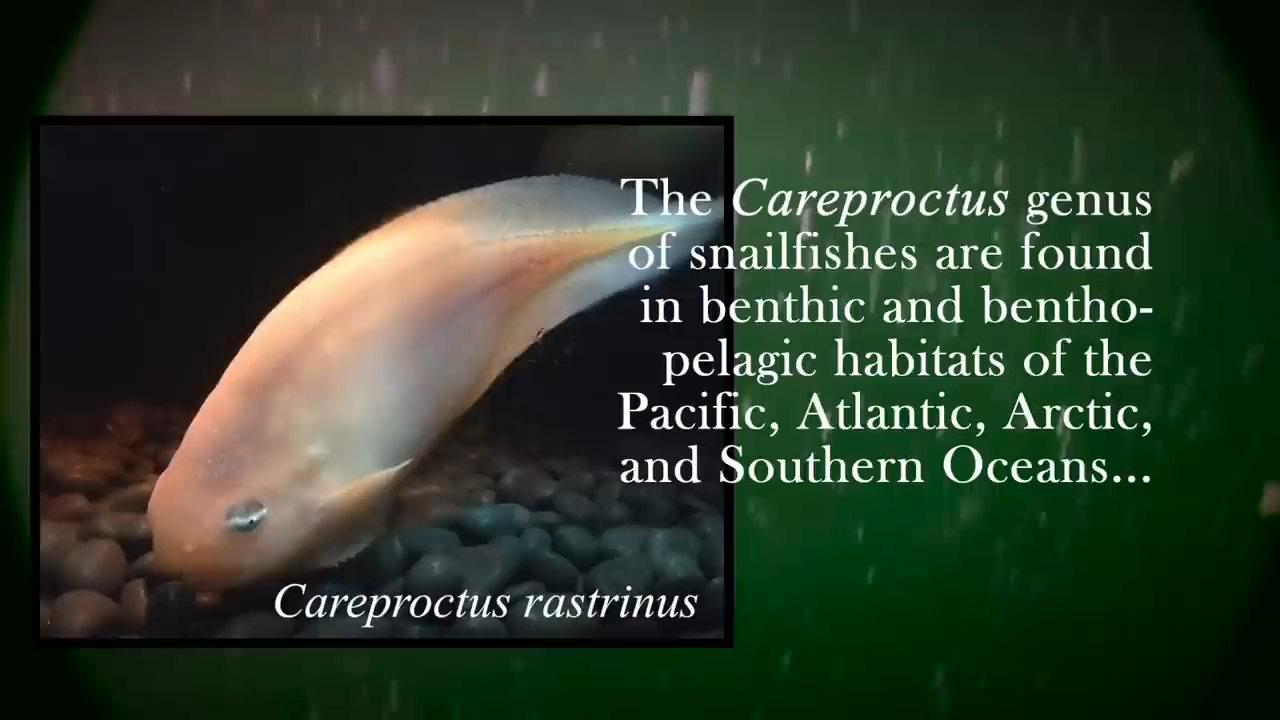 The Careproctus genus
of snailfishes are found
in benthic and bentho-
pelagic habitats of the
Pacific, Atlantic, Arctic,
and Southern Oceans...
Careproctus rastrinus